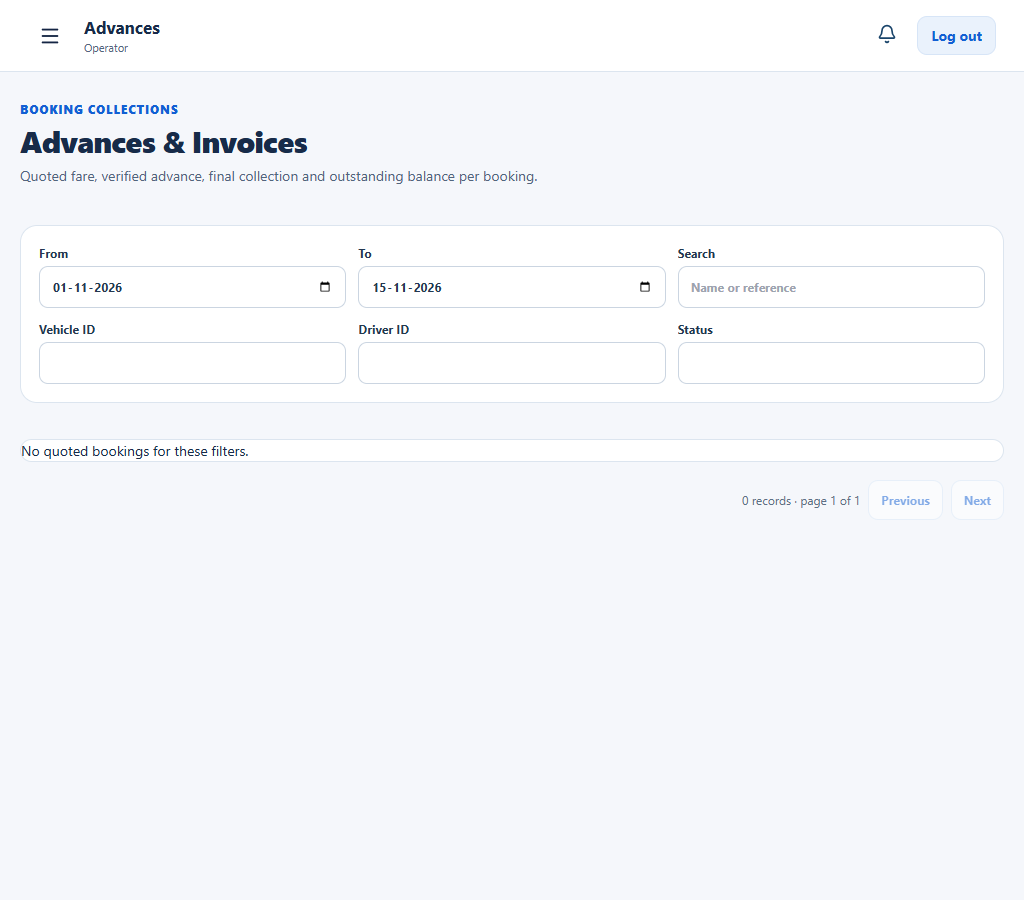 Advances
Operator
Log out
BOOKING COLLECTIONS
Advances & Invoices
Quoted fare, verified advance, final collection and outstanding balance per booking.
From To Search
01-11-2026 15-11-2026 Name or reference
Vehicle ID Driver ID Status
No quoted bookings for these filters.
0 records · page 1 of 1 Previous Next